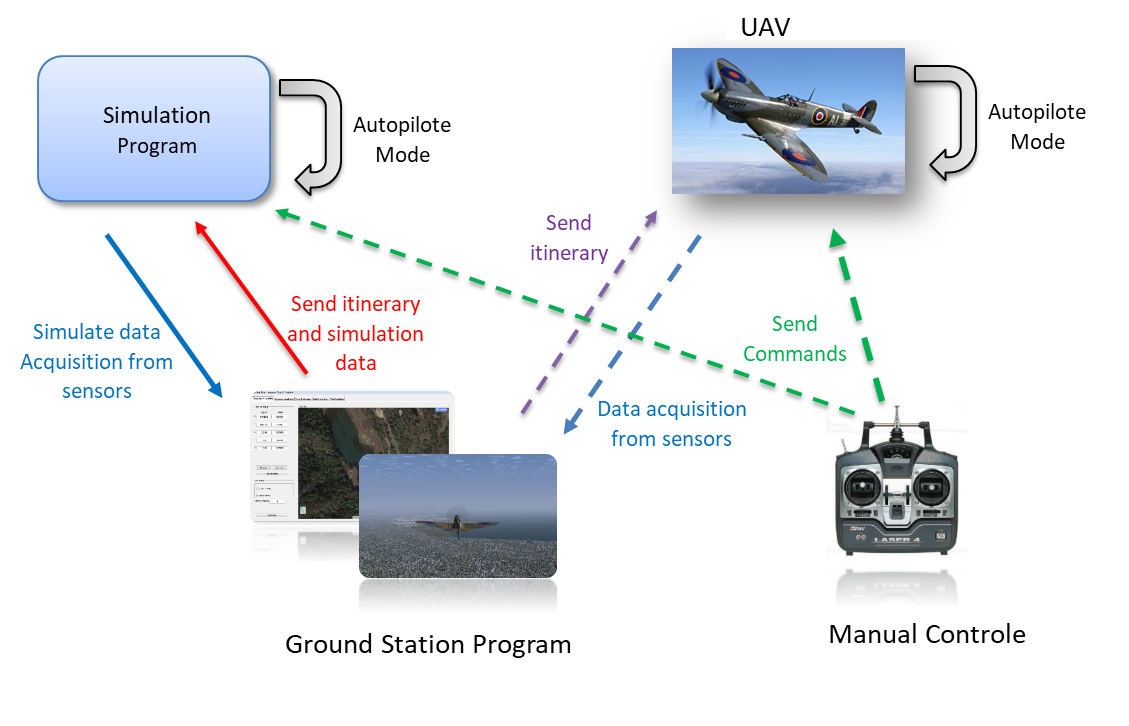 UAV
Simulation
Program
Autopilote
Mode
Autopilote
Mode
Send
itinerary
Send itinerary
and simulation
data
Simulate data
Acquisition from
sensors
Send
Commands
Data acquisition
from sensors
LASER 4
Ground Station Program
Manual Controle